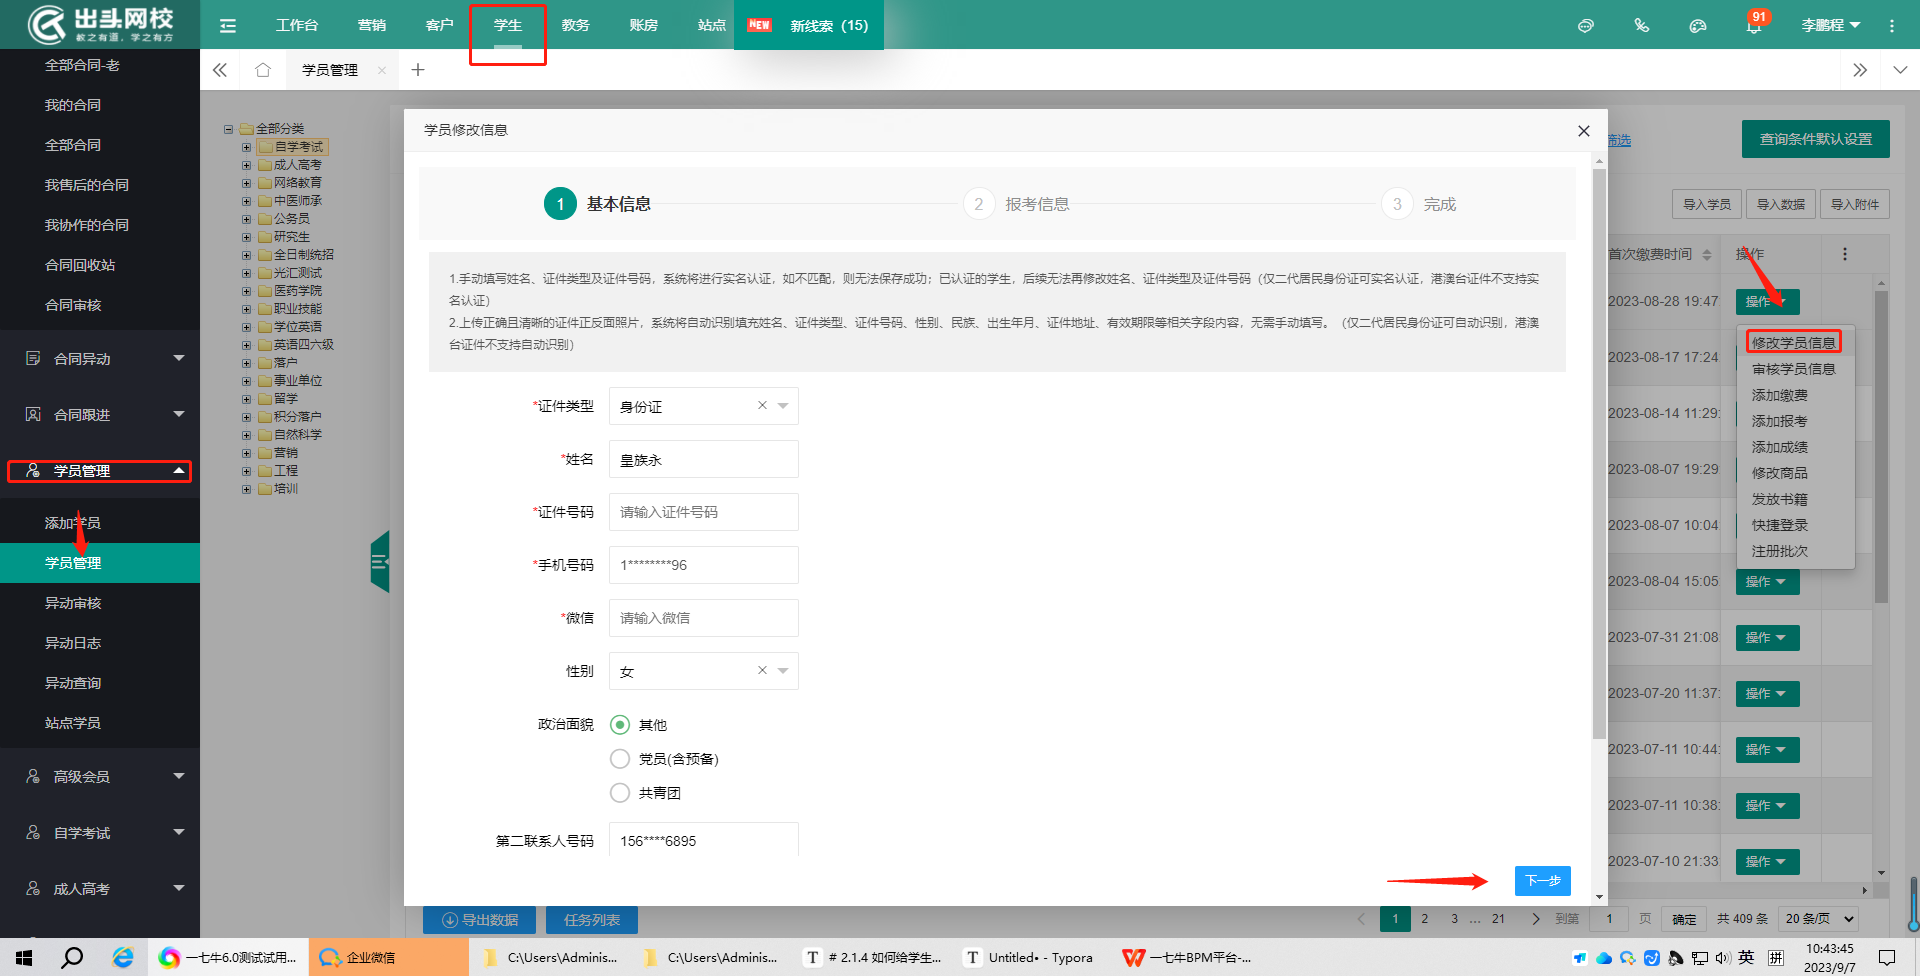 出头网校
教之有道，学之有方
工作台
营销
客户
学生
教务
账房
站点
NEW
新线索（15）
91
李鹏程
学员管理
全部合同-老
我的合同
全部合同
我售后的合同
我协作的合同
合同回收站
合同审核
合同异动
合同跟进
学员管理
添加学员
学员管理
异动审核
异动日志
异动查询
站点学员
高级会员
自学考试
成人高考
全部分类
自学考试
成人高考
网络教育
中医师承
公务员
研究生
全日制统招
光汇测试
医药学院
职业技能
学位英语
英语四六级
落户
事业单位
留学
积分落户
自然科学
营销
工程
培训
学员修改信息
1 基本信息
2 报考信息
3 完成
1.手动填写姓名、证件类型及证件号码，系统将进行实名认证，如不匹配，则无法保存成功；已认证的学生，后续无法再修改姓名、证件类型及证件号码（仅二代居民身份证可实名认证，港澳台证件不支持实
名认证）
2.上传正确且清晰的证件正反面照片，系统将自动识别填充姓名、证件类型、证件号码、性别、民族、出生年月、证件地址、有效期限等相关字段内容，无需手动填写。（仅二代居民身份证可自动识别，港澳
台证件不支持自动识别）
*证件类型 身份证
*姓名 皇族永
*证件号码 请输入证件号码
*手机号码 1********96
*微信 请输入微信
性别 女
政治面貌 其他
党员(含预备)
共青团
第二联系人号码 156****6895
下一步
筛选
查询条件默认设置
导入学员
导入数据
导入附件
首次缴费时间
操作
2023-08-28 19:47 操作
2023-08-17 17:24
2023-08-14 11:29:
2023-08-07 19:29
2023-08-07 10:04
2023-08-04 15:05 操作
2023-07-31 21:08 操作
2023-07-20 11:37: 操作
2023-07-11 10:44: 操作
2023-07-11 10:38: 操作
2023-07-10 21:33 操作
修改学员信息
审核学员信息
添加缴费
添加报考
添加成绩
修改商品
发放书籍
快捷登录
注册批次
导出数据
任务列表
1 2 3 ... 21 到第 1 页 确定 共 409 条 20 条/页
一七牛6.0测试试用...
企业微信
C:\Users\Adminis...
C:\Users\Adminis...
# 2.1.4 如何给学生...
Untitled• - Typora
一七牛BPM平台-...
英
拼
10:43:45
2023/9/7